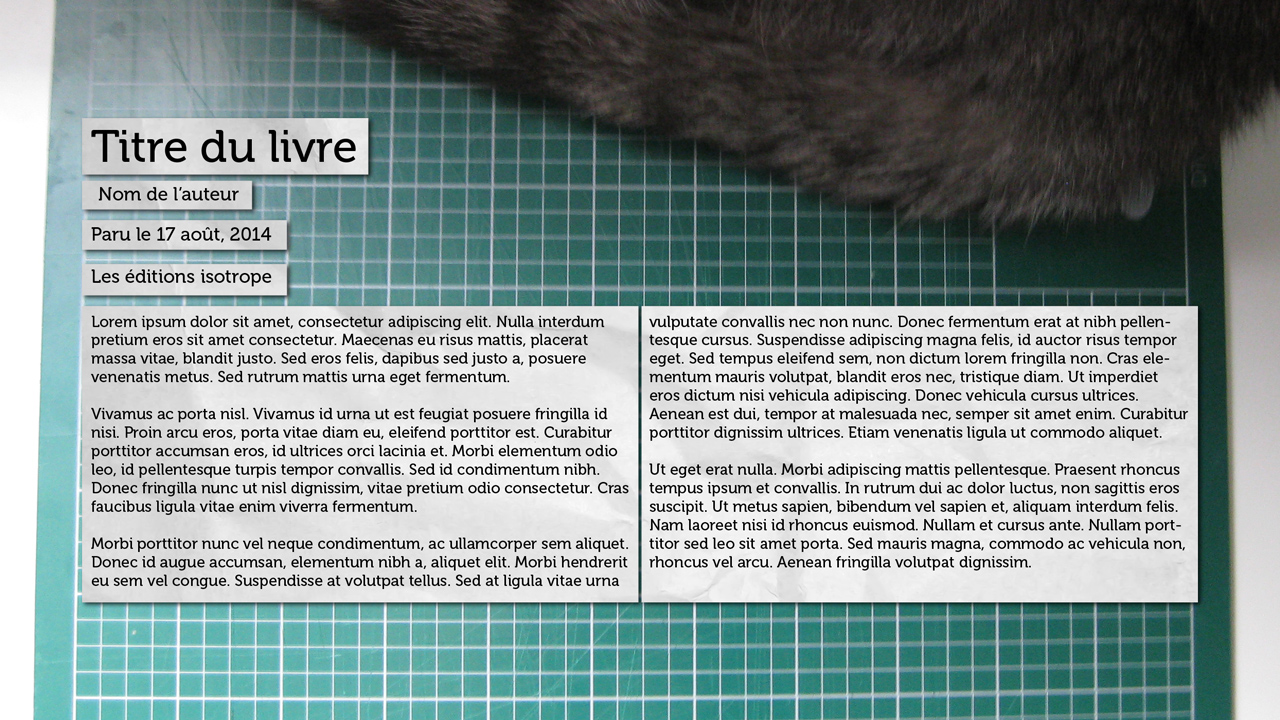 Titre du livre
Nom de l’auteur
Paru le 17 août, 2014
Les éditions isotrope
Lorem ipsum dolor sit amet, consectetur adipiscing elit. Nulla interdum
pretium eros sit amet consectetur. Maecenas eu risus mattis, placerat
massa vitae, blandit justo. Sed eros felis, dapibus sed justo a, posuere
venenatis metus. Sed rutrum mattis urna eget fermentum.
Vivamus ac porta nisl. Vivamus id urna ut est feugiat posuere fringilla id
nisi. Proin arcu eros, porta vitae diam eu, eleifend porttitor est. Curabitur
porttitor accumsan eros, id ultrices orci lacinia et. Morbi elementum odio
leo, id pellentesque turpis tempor convallis. Sed id condimentum nibh.
Donec fringilla nunc ut nisl dignissim, vitae pretium odio consectetur. Cras
faucibus ligula vitae enim viverra fermentum.
Morbi porttitor nunc vel neque condimentum, ac ullamcorper sem aliquet.
Donec id augue accumsan, elementum nibh a, aliquet elit. Morbi hendrerit
eu sem vel congue. Suspendisse at volutpat tellus. Sed at ligula vitae urna
vulputate convallis nec non nunc. Donec fermentum erat at nibh pellen-
tesque cursus. Suspendisse adipiscing magna felis, id auctor risus tempor
eget. Sed tempus eleifend sem, non dictum lorem fringilla non. Cras ele-
mentum mauris volutpat, blandit eros nec, tristique diam. Ut imperdiet
eros dictum nisi vehicula adipiscing. Donec vehicula cursus ultrices.
Aenean est dui, tempor at malesuada nec, semper sit amet enim. Curabitur
porttitor dignissim ultrices. Etiam venenatis ligula ut commodo aliquet.
Ut eget erat nulla. Morbi adipiscing mattis pellentesque. Praesent rhoncus
tempus ipsum et convallis. In rutrum dui ac dolor luctus, non sagittis eros
suscipit. Ut metus sapien, bibendum vel sapien et, aliquam interdum felis.
Nam laoreet nisi id rhoncus euismod. Nullam et cursus ante. Nullam port-
titor sed leo sit amet porta. Sed mauris magna, commodo ac vehicula non,
rhoncus vel arcu. Aenean fringilla volutpat dignissim.